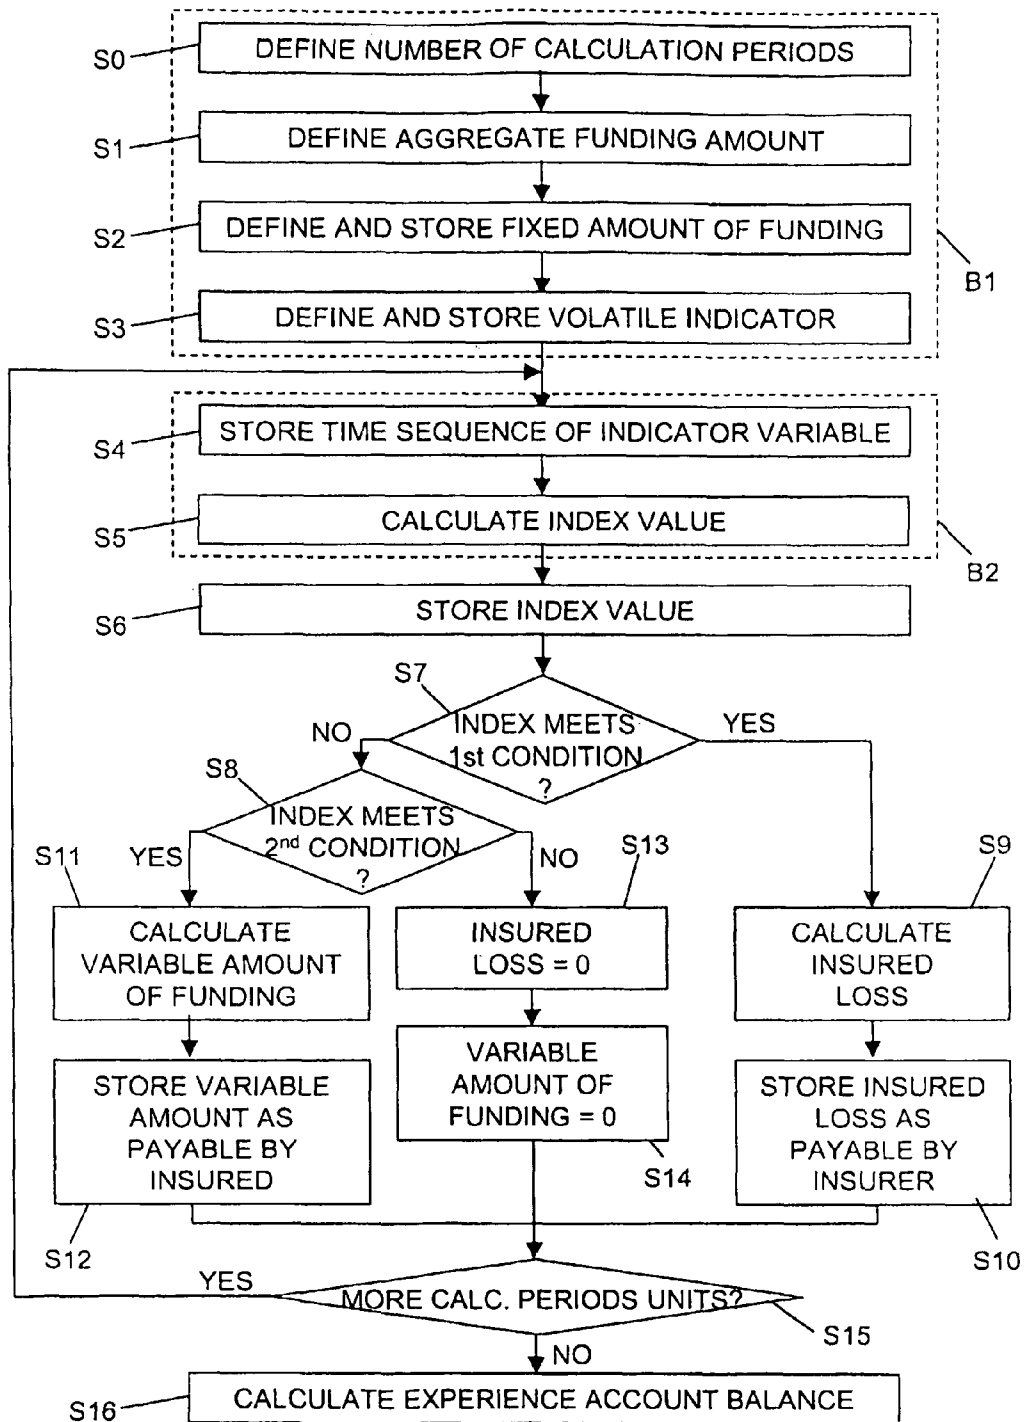 S0
DEFINE NUMBER OF CALCULATION PERIODS
S1
DEFINE AGGREGATE FUNDING AMOUNT
S2
DEFINE AND STORE FIXED AMOUNT OF FUNDING
B1
S3
DEFINE AND STORE VOLATILE INDICATOR
S4
STORE TIME SEQUENCE OF INDICATOR VARIABLE
S5
CALCULATE INDEX VALUE
B2
S6
STORE INDEX VALUE
S7
INDEX MEETS
1st CONDITION
?
NO
YES
S8
INDEX MEETS
2nd CONDITION
?
YES
NO
S11
CALCULATE
VARIABLE AMOUNT
OF FUNDING
S13
INSURED
LOSS = 0
S9
CALCULATE
INSURED
LOSS
STORE VARIABLE
AMOUNT AS
PAYABLE BY
INSURED
S12
VARIABLE
AMOUNT OF
FUNDING = 0
S14
STORE INSURED
LOSS AS
PAYABLE BY
INSURER
S10
YES
MORE CALC. PERIODS UNITS?
S15
NO
S16
CALCULATE EXPERIENCE ACCOUNT BALANCE